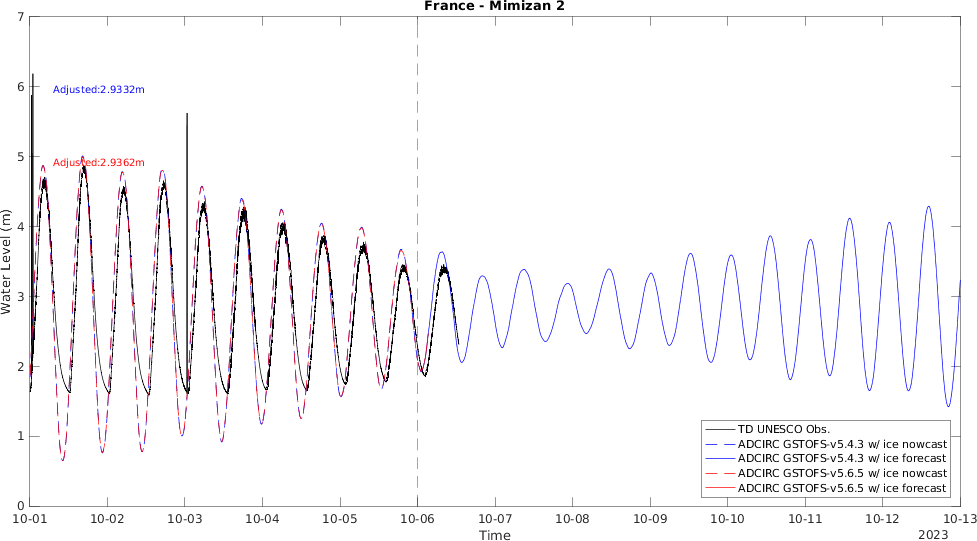 France - Mimizan 2
7
6
5
4
3
2
1
0
Water Level (m)
Adjusted:2.9332m
Adjusted:2.9362m
TD UNESCO Obs.
ADCIRC GSTOFS-v5.4.3 w/ ice nowcast
ADCIRC GSTOFS-v5.4.3 w/ ice forecast
ADCIRC GSTOFS-v5.6.5 w/ ice nowcast
ADCIRC GSTOFS-v5.6.5 w/ ice forecast
10-01 10-02 10-03 10-04 10-05 10-06 10-07 10-08 10-09 10-10 10-11 10-12 10-13
Time
2023